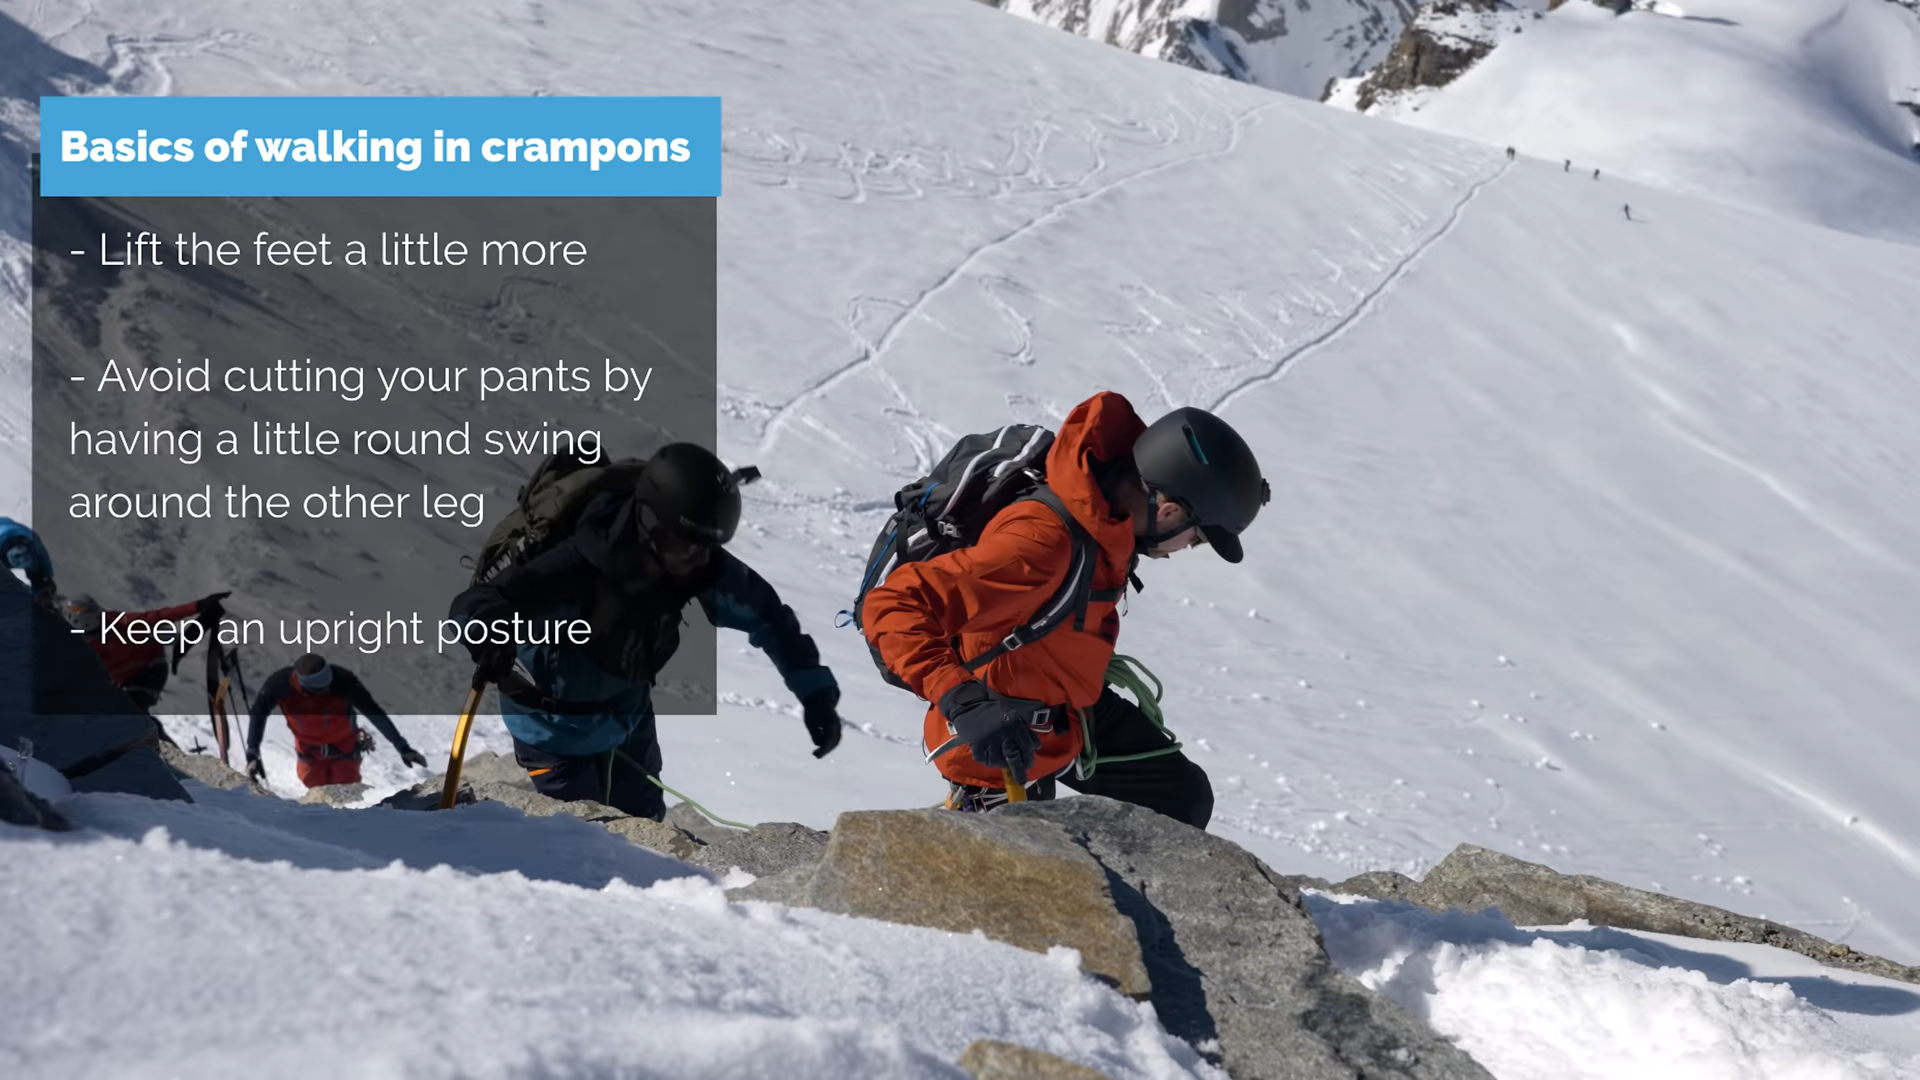 Basics of walking in crampons
- Lift the feet a little more
- Avoid cutting your pants by
having a little round swing
around the other leg
- Keep an upright posture